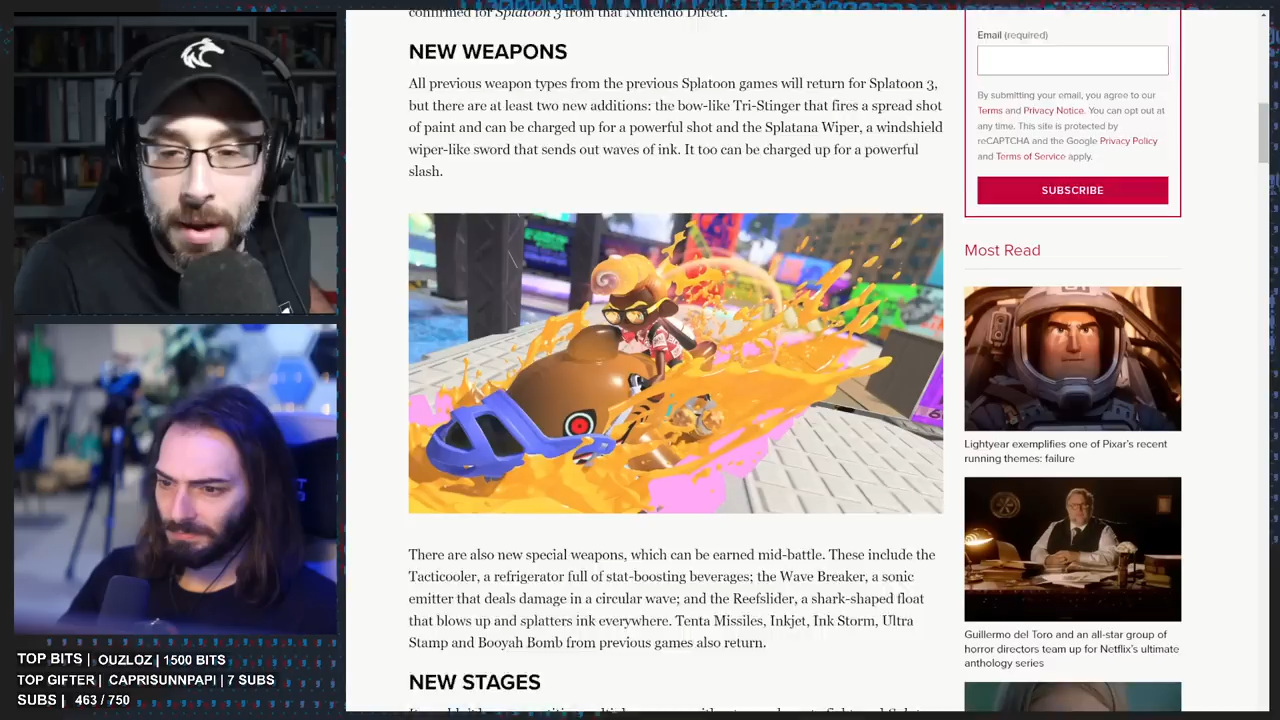 confirmed for Splatoon 3 from that Nintendo Direct.
NEW WEAPONS
All previous weapon types from the previous Splatoon games will return for Splatoon 3,
but there are at least two new additions: the bow-like Tri-Stinger that fires a spread shot
of paint and can be charged up for a powerful shot and the Splatana Wiper, a windshield
wiper-like sword that sends out waves of ink. It too can be charged up for a powerful
slash.
There are also new special weapons, which can be earned mid-battle. These include the
Tacticooler, a refrigerator full of stat-boosting beverages; the Wave Breaker, a sonic
emitter that deals damage in a circular wave; and the Reefslider, a shark-shaped float
that blows up and splatters ink everywhere. Tenta Missiles, Inkjet, Ink Storm, Ultra
Stamp and Booyah Bomb from previous games also return.
NEW STAGES
Email (required)
By submitting your email, you agree to our
Terms and Privacy Notice. You can opt out at
any time. This site is protected by
reCAPTCHA and the Google Privacy Policy
and Terms of Service apply.
SUBSCRIBE
Most Read
Lightyear exemplifies one of Pixar's recent
running themes: failure
Guillermo del Toro and an all-star group of
horror directors team up for Netflix's ultimate
anthology series
TOP BITS | OUZLOZ | 1500 BITS
TOP GIFTER | CAPRISUNNPAPI | 7 SUBS
SUBS | 463 / 750